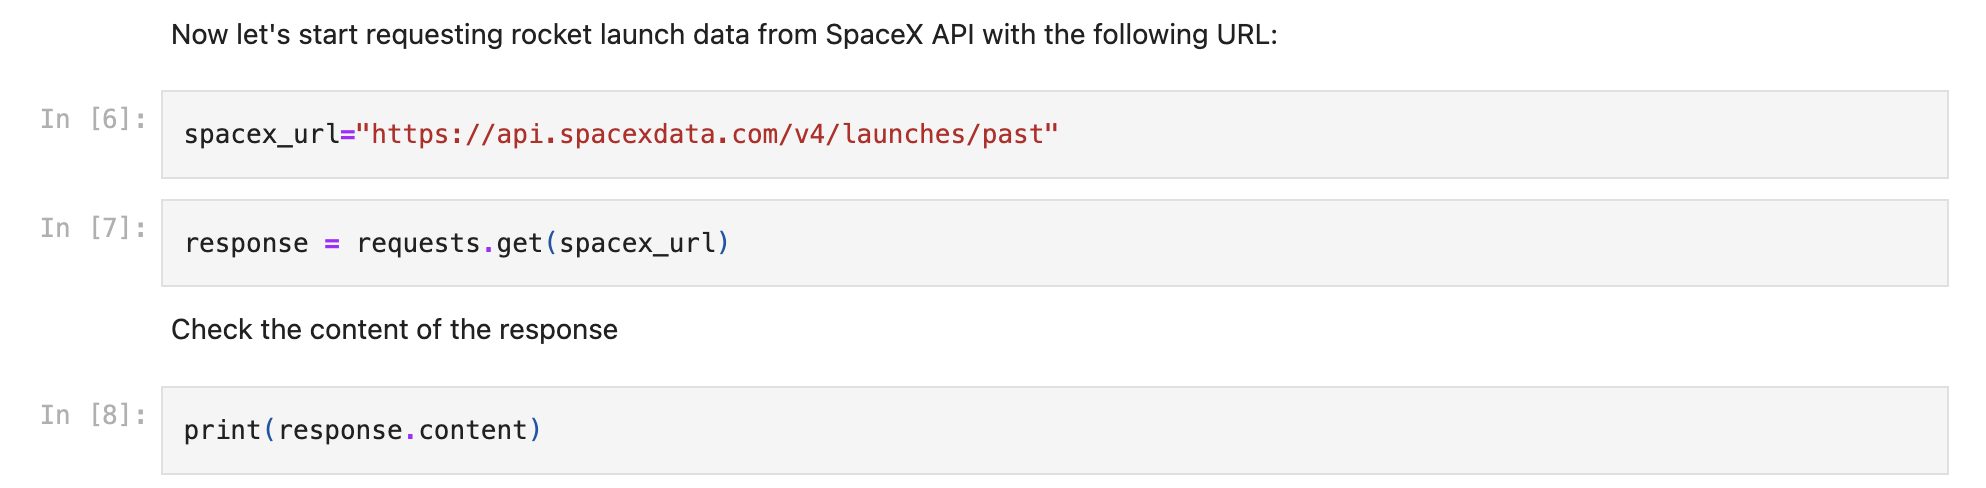 Now let's start requesting rocket launch data from SpaceX API with the following URL:
In [6]:
spacex_url="https://api.spacexdata.com/v4/launches/past"
In [7]:
response = requests.get(spacex_url)
Check the content of the response
In [8]:
print(response.content)